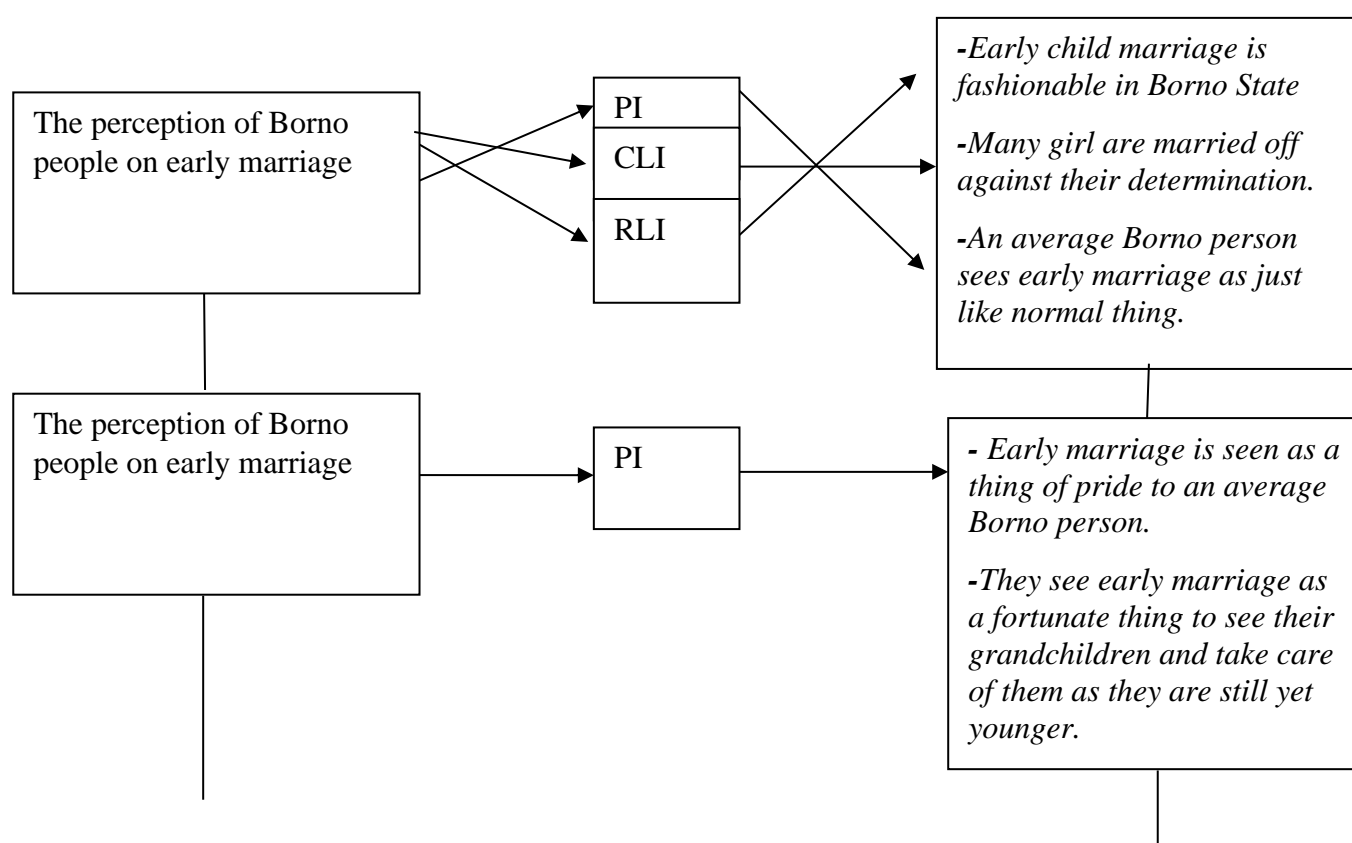 The perception of Borno
people on early marriage
PI
CLI
RLI
-Early child marriage is
fashionable in Borno State
-Many girl are married off
against their determination.
-An average Borno person
sees early marriage as just
like normal thing.
The perception of Borno
people on early marriage
PI
- Early marriage is seen as a
thing of pride to an average
Borno person.
-They see early marriage as
a fortunate thing to see their
grandchildren and take care
of them as they are still yet
younger.